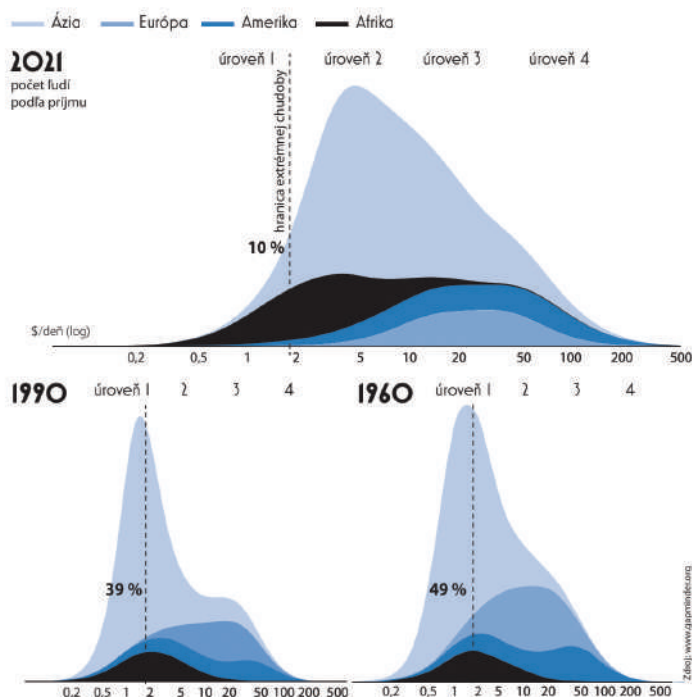 Ázia Európa Amerika Afrika
2021
počet ľudí
podľa príjmu
úroveň 1 úroveň 2 úroveň 3 úroveň 4
hranica extrémnej chudoby
10 %
$/deň (log)
0,2 0,5 1 2 5 10 20 50 100 200 500
1990 úroveň 1 2 3 4
39 %
0,2 0,5 1 2 5 10 20 50 100 200 500
1960 úroveň 1 2 3 4
49 %
0,2 0,5 1 2 5 10 20 50 100 200 500
Zdroj: www.gapminder.org